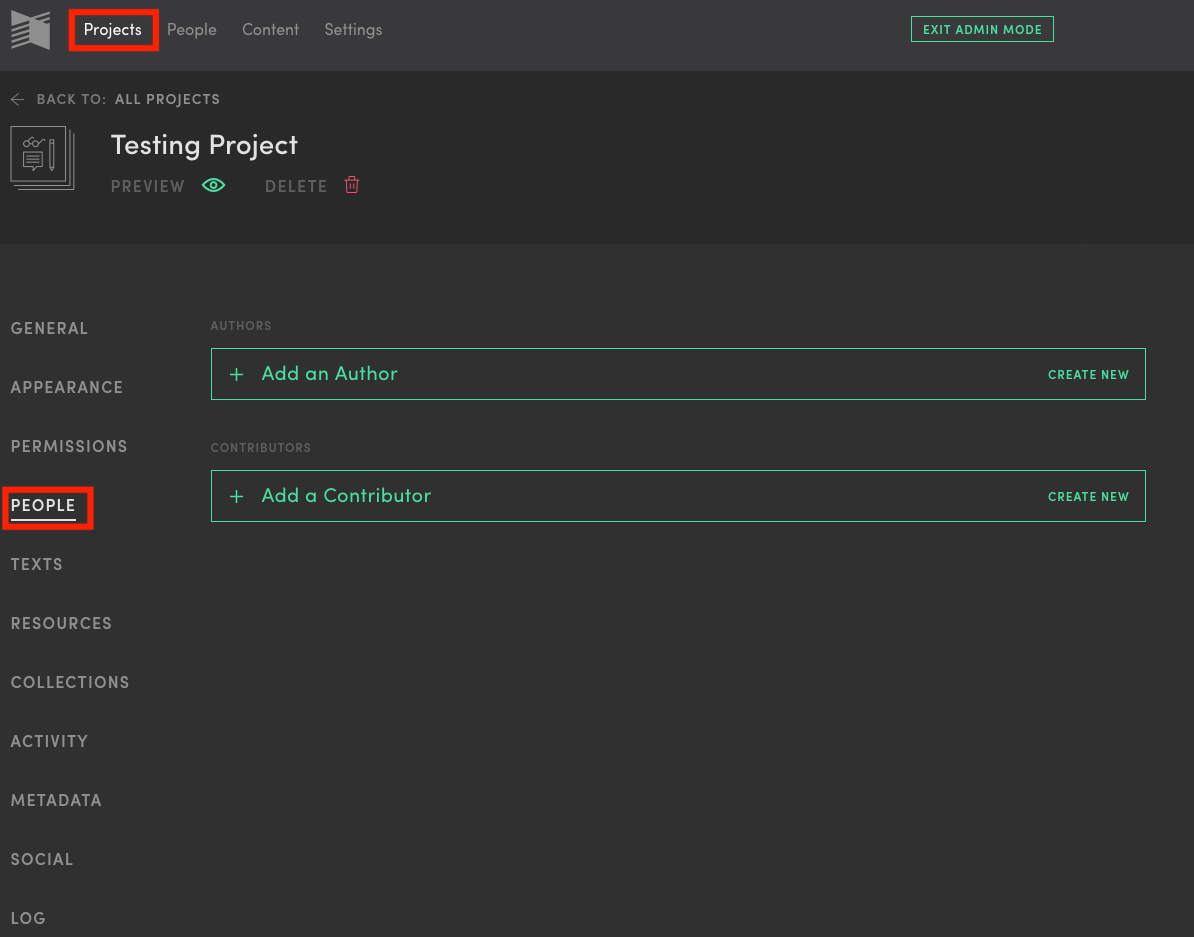 Projects People Content Settings EXIT ADMIN MODE
BACK TO: ALL PROJECTS
Testing Project
PREVIEW DELETE
GENERAL
APPEARANCE
PERMISSIONS
PEOPLE
TEXTS
RESOURCES
COLLECTIONS
ACTIVITY
METADATA
SOCIAL
LOG
AUTHORS
+ Add an Author CREATE NEW
CONTRIBUTORS
+ Add a Contributor CREATE NEW